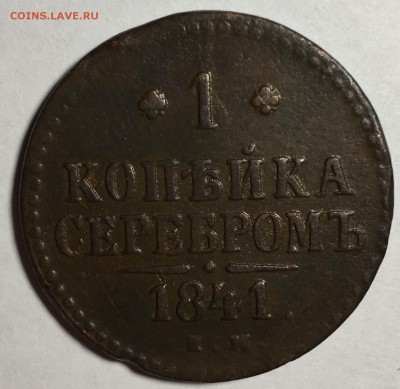 COINS.LAVE.RU
1
КОПѢЙКА
СЕРЕБРОМЪ
1841